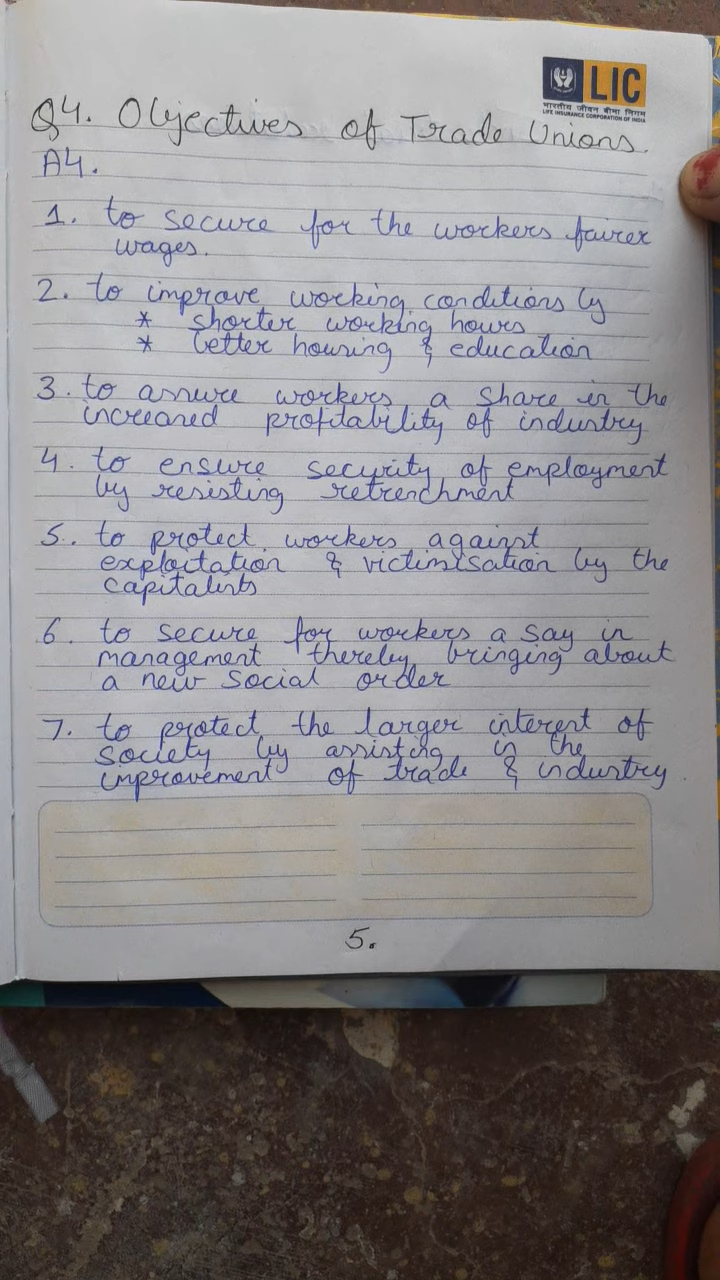 LIC
भारतीय जीवन बीमा निगम
LIFE INSURANCE CORPORATION OF INDIA
Q4. Objectives of Trade Unions.
A4.
1. to secure for the workers fairer
wages.
2. to improve working conditions by
* shorter working hours
* better housing & education
3. to assure workers a share in the
increased profitability of industry
4. to ensure security of employment
by resisting retrenchment
5. to protect workers against
exploitation & victimisation by the
capitalists
6. to secure for workers a say in
management thereby bringing about
a new social order
7. to protect the larger interest of
society by assisting in the
improvement of trade & industry
5.